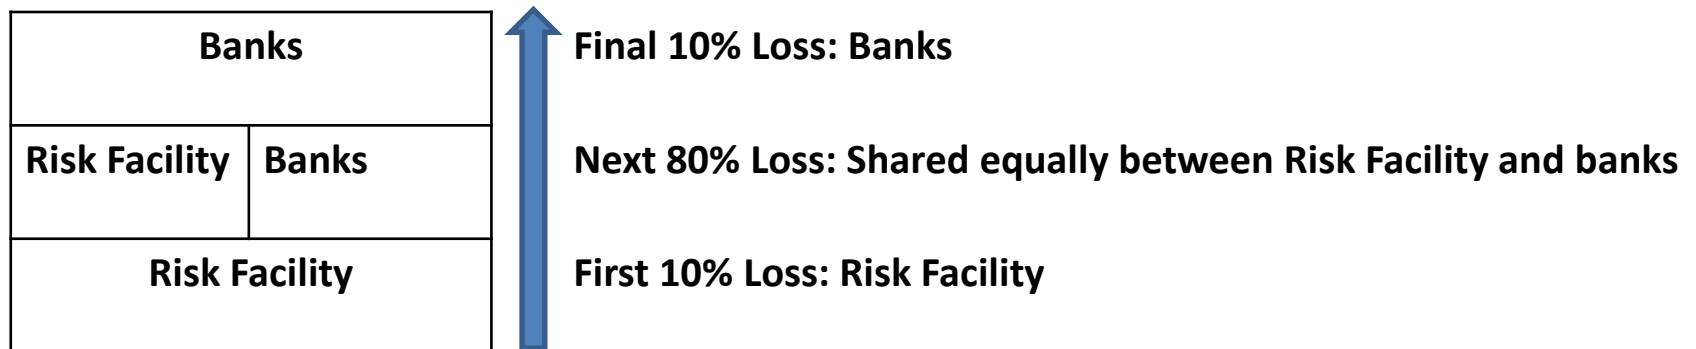 Banks
Final 10% Loss: Banks
Risk Facility
Banks
Next 80% Loss: Shared equally between Risk Facility and banks
Risk Facility
First 10% Loss: Risk Facility